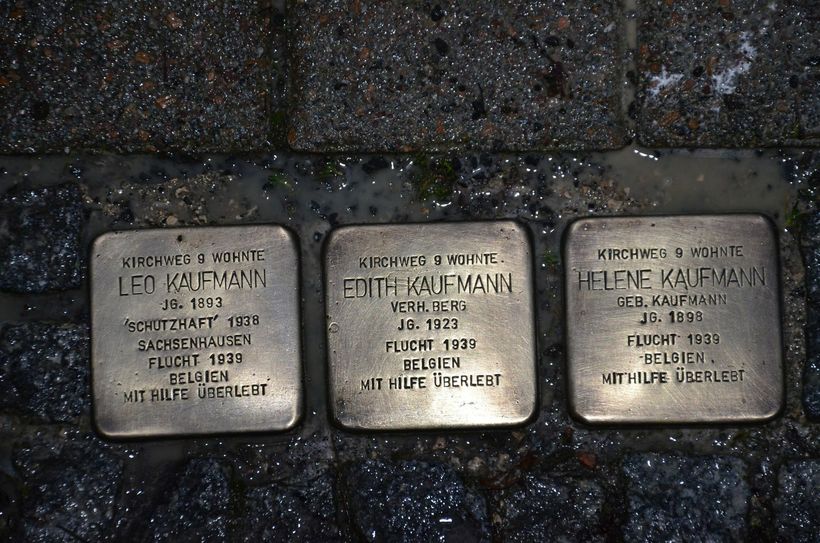 KIRCHWEG 9 WOHNTE
LEO KAUFMANN
JG. 1893
'SCHUTZHAFT' 1938
SACHSENHAUSEN
FLUCHT 1939
BELGIEN
MIT HILFE ÜBERLEBT
KIRCHWEG 9 WOHNTE
EDITH KAUFMANN
VERH. BERG
JG. 1923
FLUCHT 1939
BELGIEN
MIT HILFE ÜBERLEBT
KIRCHWEG 9 WOHNTE
HELENE KAUFMANN
GEB. KAUFMANN
JG. 1898
FLUCHT 1939
BELGIEN
MIT HILFE ÜBERLEBT